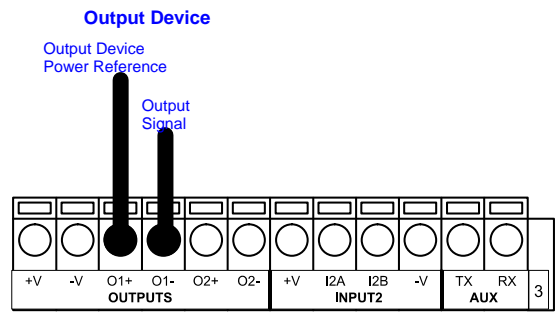 Output Device
Output Device
Power Reference
Output
Signal
+V -V O1+ O1- O2+ O2- +V I2A I2B -V TX RX
OUTPUTS INPUT2 AUX 3